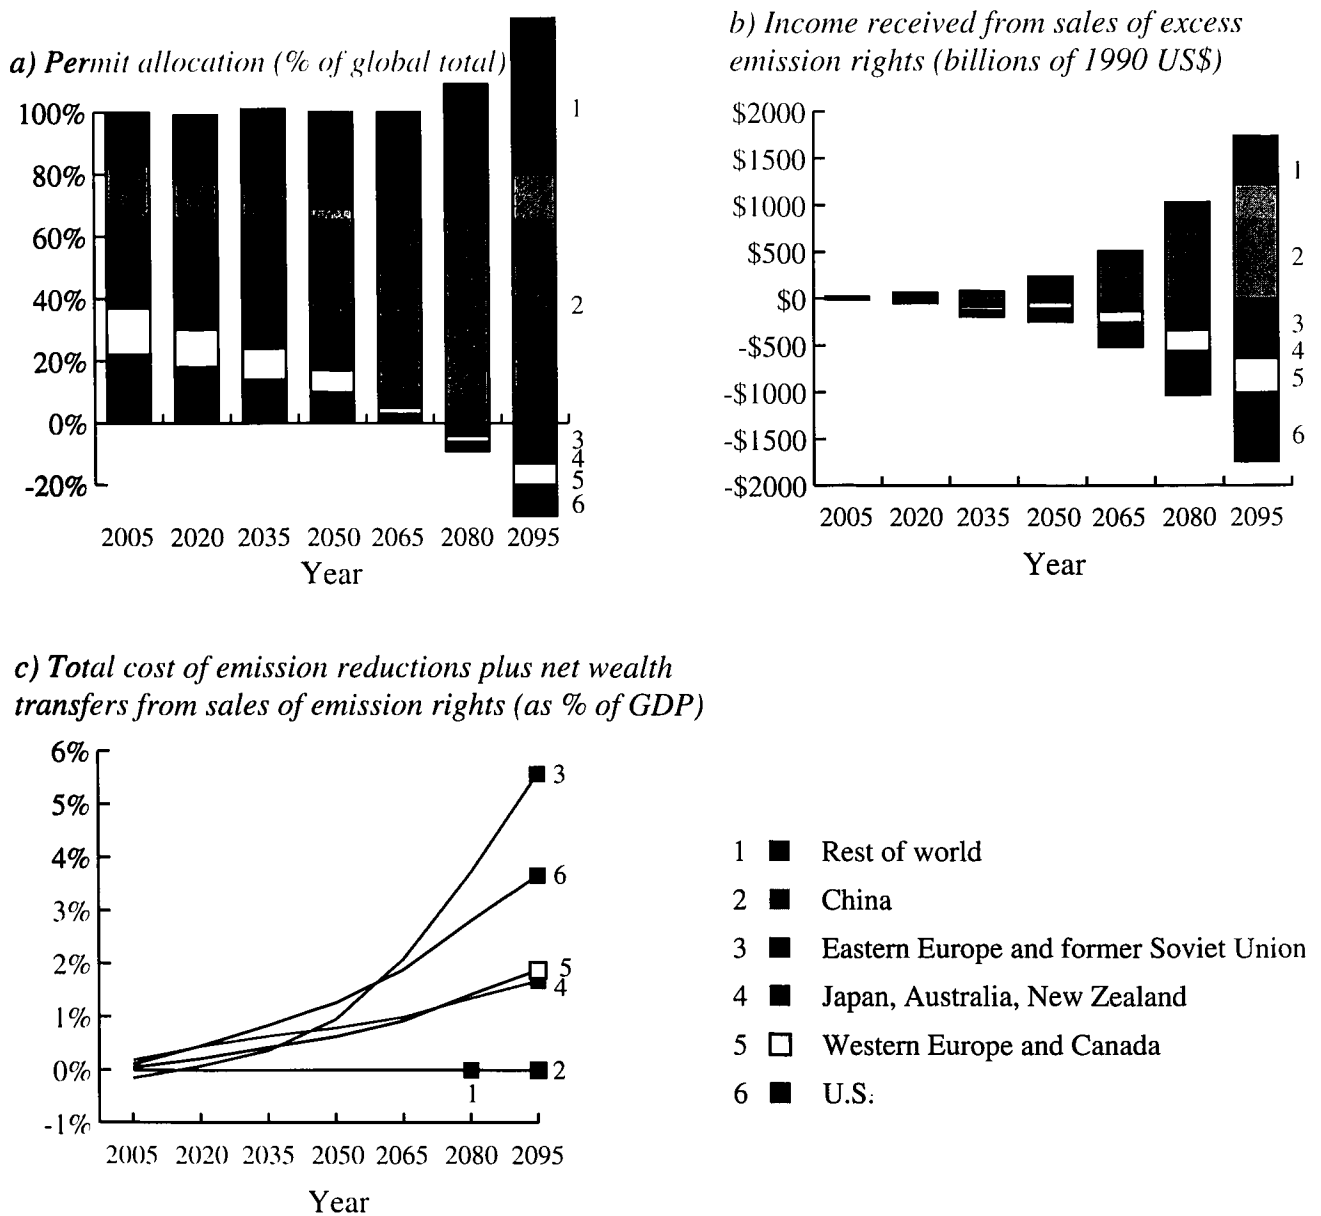 a) Permit allocation (% of global total)
100%
80%
60%
40%
20%
0%
-20%
1
2
3
4
5
6
2005 2020 2035 2050 2065 2080 2095
Year
b) Income received from sales of excess
emission rights (billions of 1990 US$)
$2000
$1500
$1000
$500
$0
-$500
-$1000
-$1500
-$2000
1
2
3
4
5
6
2005 2020 2035 2050 2065 2080 2095
Year
c) Total cost of emission reductions plus net wealth
transfers from sales of emission rights (as % of GDP)
6%
5%
4%
3%
2%
1%
0%
-1%
3
6
5
4
2
1
2005 2020 2035 2050 2065 2080 2095
Year
1 Rest of world
2 China
3 Eastern Europe and former Soviet Union
4 Japan, Australia, New Zealand
5 Western Europe and Canada
6 U.S.